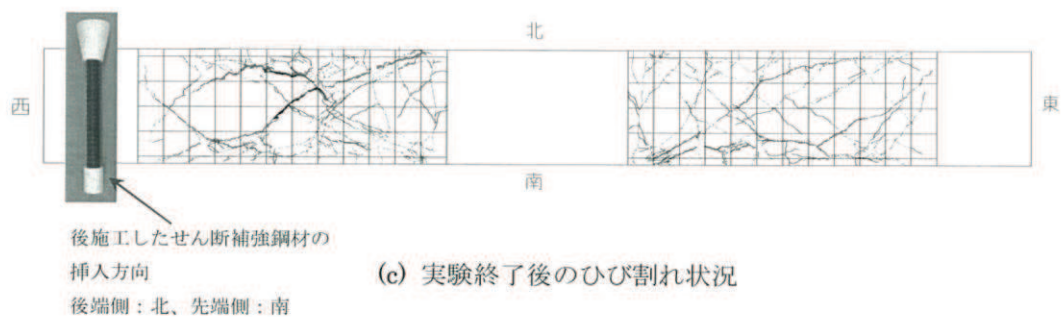 北
西
東
南
後施工したせん断補強鋼材の
挿入方向
後端側：北、先端側：南
(c) 実験終了後のひび割れ状況